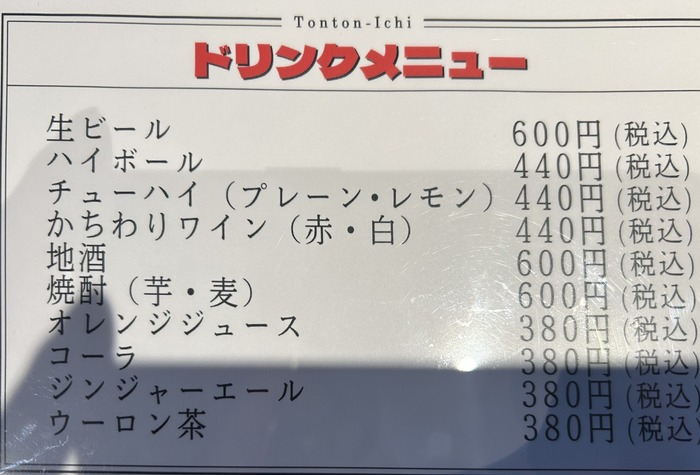 Tonton-Ichi
ドリンクメニュー
生ビール 600円(税込)
ハイボール 440円(税込)
チューハイ（プレーン・レモン）440円(税込)
かちわりワイン（赤・白） 440円(税込)
地酒 600円(税込)
焼酎（芋・麦） 600円(税込)
オレンジジュース 380円(税込)
コーラ 380円(税込)
ジンジャーエール 380円(税込)
ウーロン茶 380円(税込)